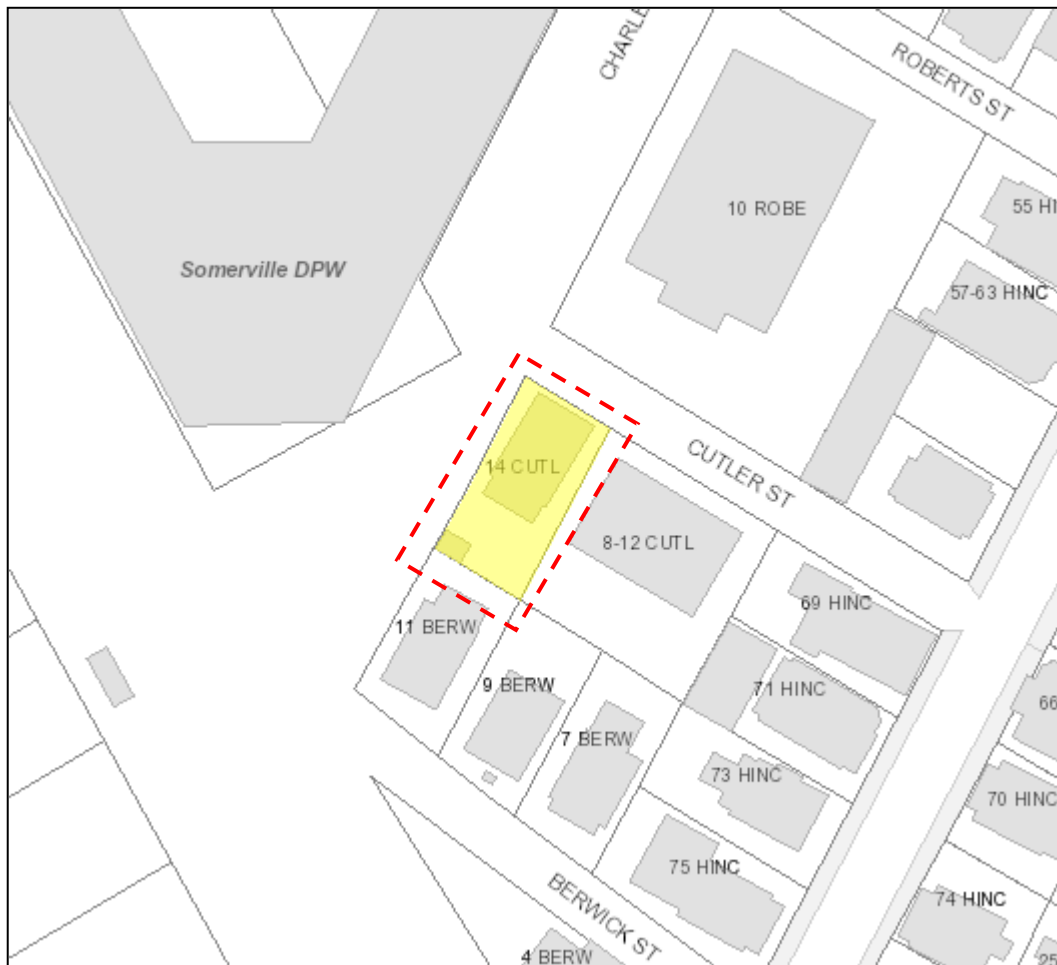 CHARLE
ROBERTS ST
10 ROBE
55 HI
Somerville DPW
57-63 HINC
14 CUTL
CUTLER ST
8-12 CUTL
69 HINC
11 BERW
9 BERW
71 HINC
66
7 BERW
73 HINC
70 HINC
75 HINC
74 HINC
BERWICK ST
4 BERW
25